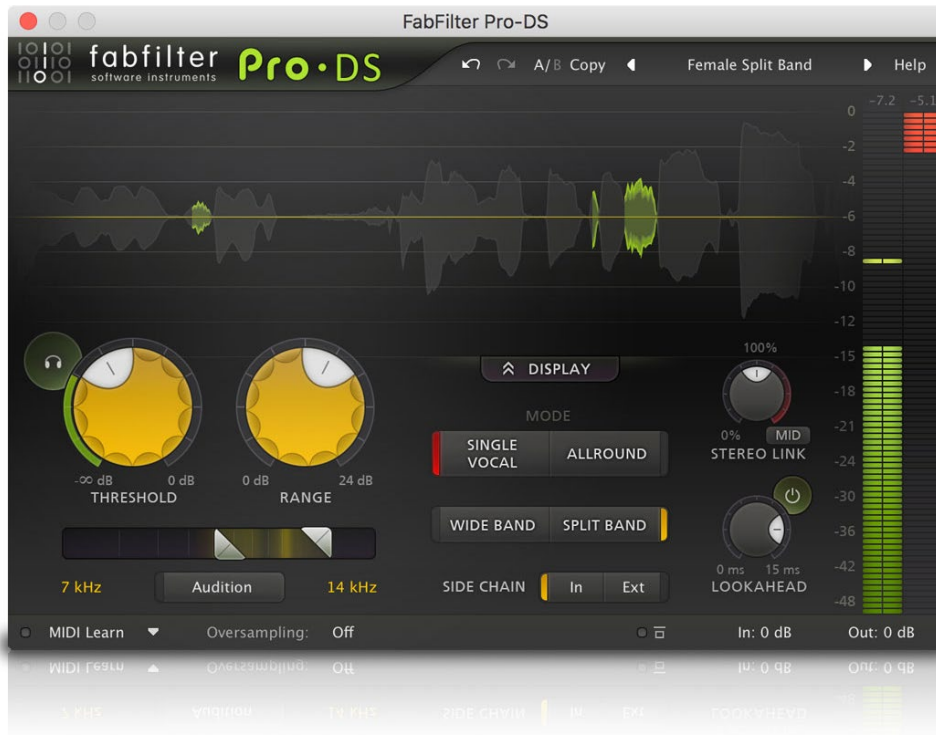 FabFilter Pro-DS
fabfilter
software instruments
Pro·DS
A/B Copy
Female Split Band
Help
-7.2 -5.1
0
-2
-4
-6
-8
-10
-12
-15
-18
-21
-24
-30
-36
-42
-48
-∞ dB 0 dB
THRESHOLD
0 dB 24 dB
RANGE
DISPLAY
MODE
SINGLE
VOCAL
ALLROUND
WIDE BAND SPLIT BAND
SIDE CHAIN In Ext
100%
0% MID
STEREO LINK
0 ms 15 ms
LOOKAHEAD
7 kHz Audition 14 kHz
MIDI Learn Oversampling: Off In: 0 dB Out: 0 dB